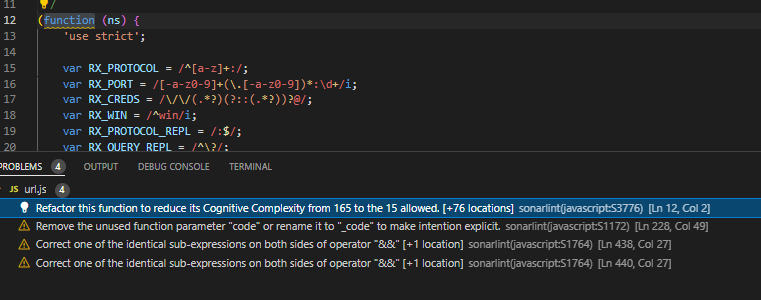 11 */
12 (function (ns) {
13 'use strict';
14
15 var RX_PROTOCOL = /^[a-z]+:/;
16 var RX_PORT = /[-a-z0-9]+(\.[-a-z0-9])*:\d+/i;
17 var RX_CREDS = /\/\/(.*?)(?::(.*?))?@/;
18 var RX_WIN = /^win/i;
19 var RX_PROTOCOL_REPL = /:$/;
20 var RX_QUERY_REPL = /^\?/;
PROBLEMS 4 OUTPUT DEBUG CONSOLE TERMINAL
JS url.js 4
Refactor this function to reduce its Cognitive Complexity from 165 to the 15 allowed. [+76 locations] sonarlint(javascript:S3776) [Ln 12, Col 2]
Remove the unused function parameter "code" or rename it to "_code" to make intention explicit. sonarlint(javascript:S1172) [Ln 228, Col 49]
Correct one of the identical sub-expressions on both sides of operator "&&" [+1 location] sonarlint(javascript:S1764) [Ln 438, Col 27]
Correct one of the identical sub-expressions on both sides of operator "&&" [+1 location] sonarlint(javascript:S1764) [Ln 440, Col 27]